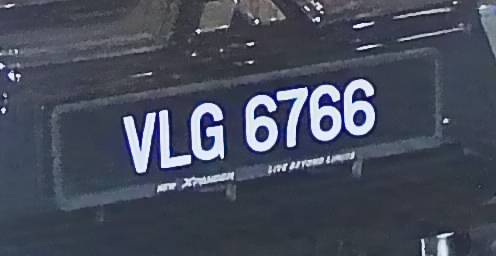 VLG 6766
NEW XPANDER LIVE BEYOND LIMITS